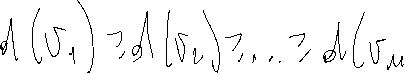 d(v₁) ≥ d(v₂) ≥ ... ≥ d(vₙ